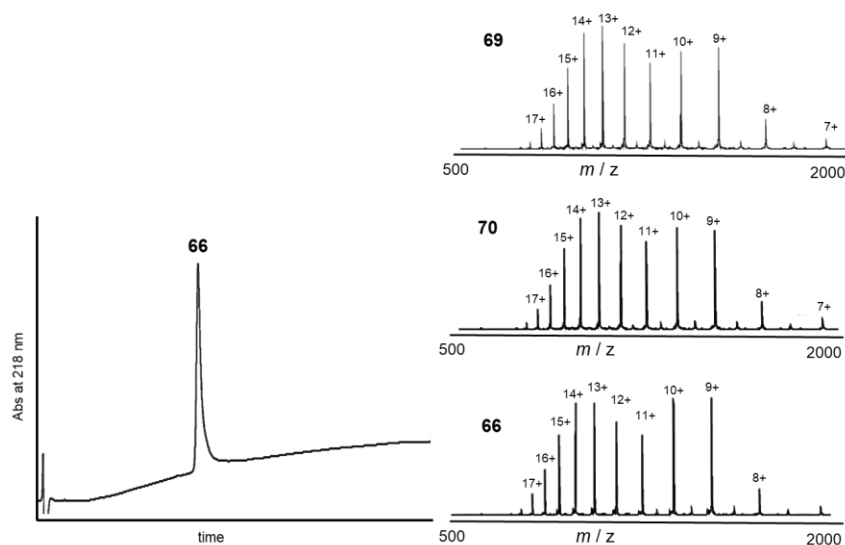 66
Abs at 218 nm
time
69
17+ 16+ 15+ 14+ 13+ 12+ 11+ 10+ 9+ 8+ 7+
500 m / z 2000
70
17+ 16+ 15+ 14+ 13+ 12+ 11+ 10+ 9+ 8+ 7+
500 m / z 2000
66
17+ 16+ 15+ 14+ 13+ 12+ 11+ 10+ 9+ 8+
500 m / z 2000